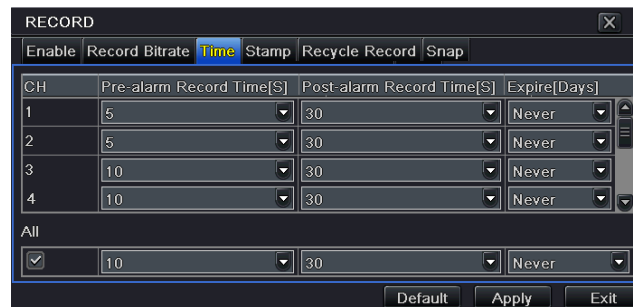 RECORD
Enable Record Bitrate Time Stamp Recycle Record Snap
CH Pre-alarm Record Time[S] Post-alarm Record Time[S] Expire[Days]
1 5 30 Never
2 5 30 Never
3 10 30 Never
4 10 30 Never
All
10 30 Never
Default Apply Exit